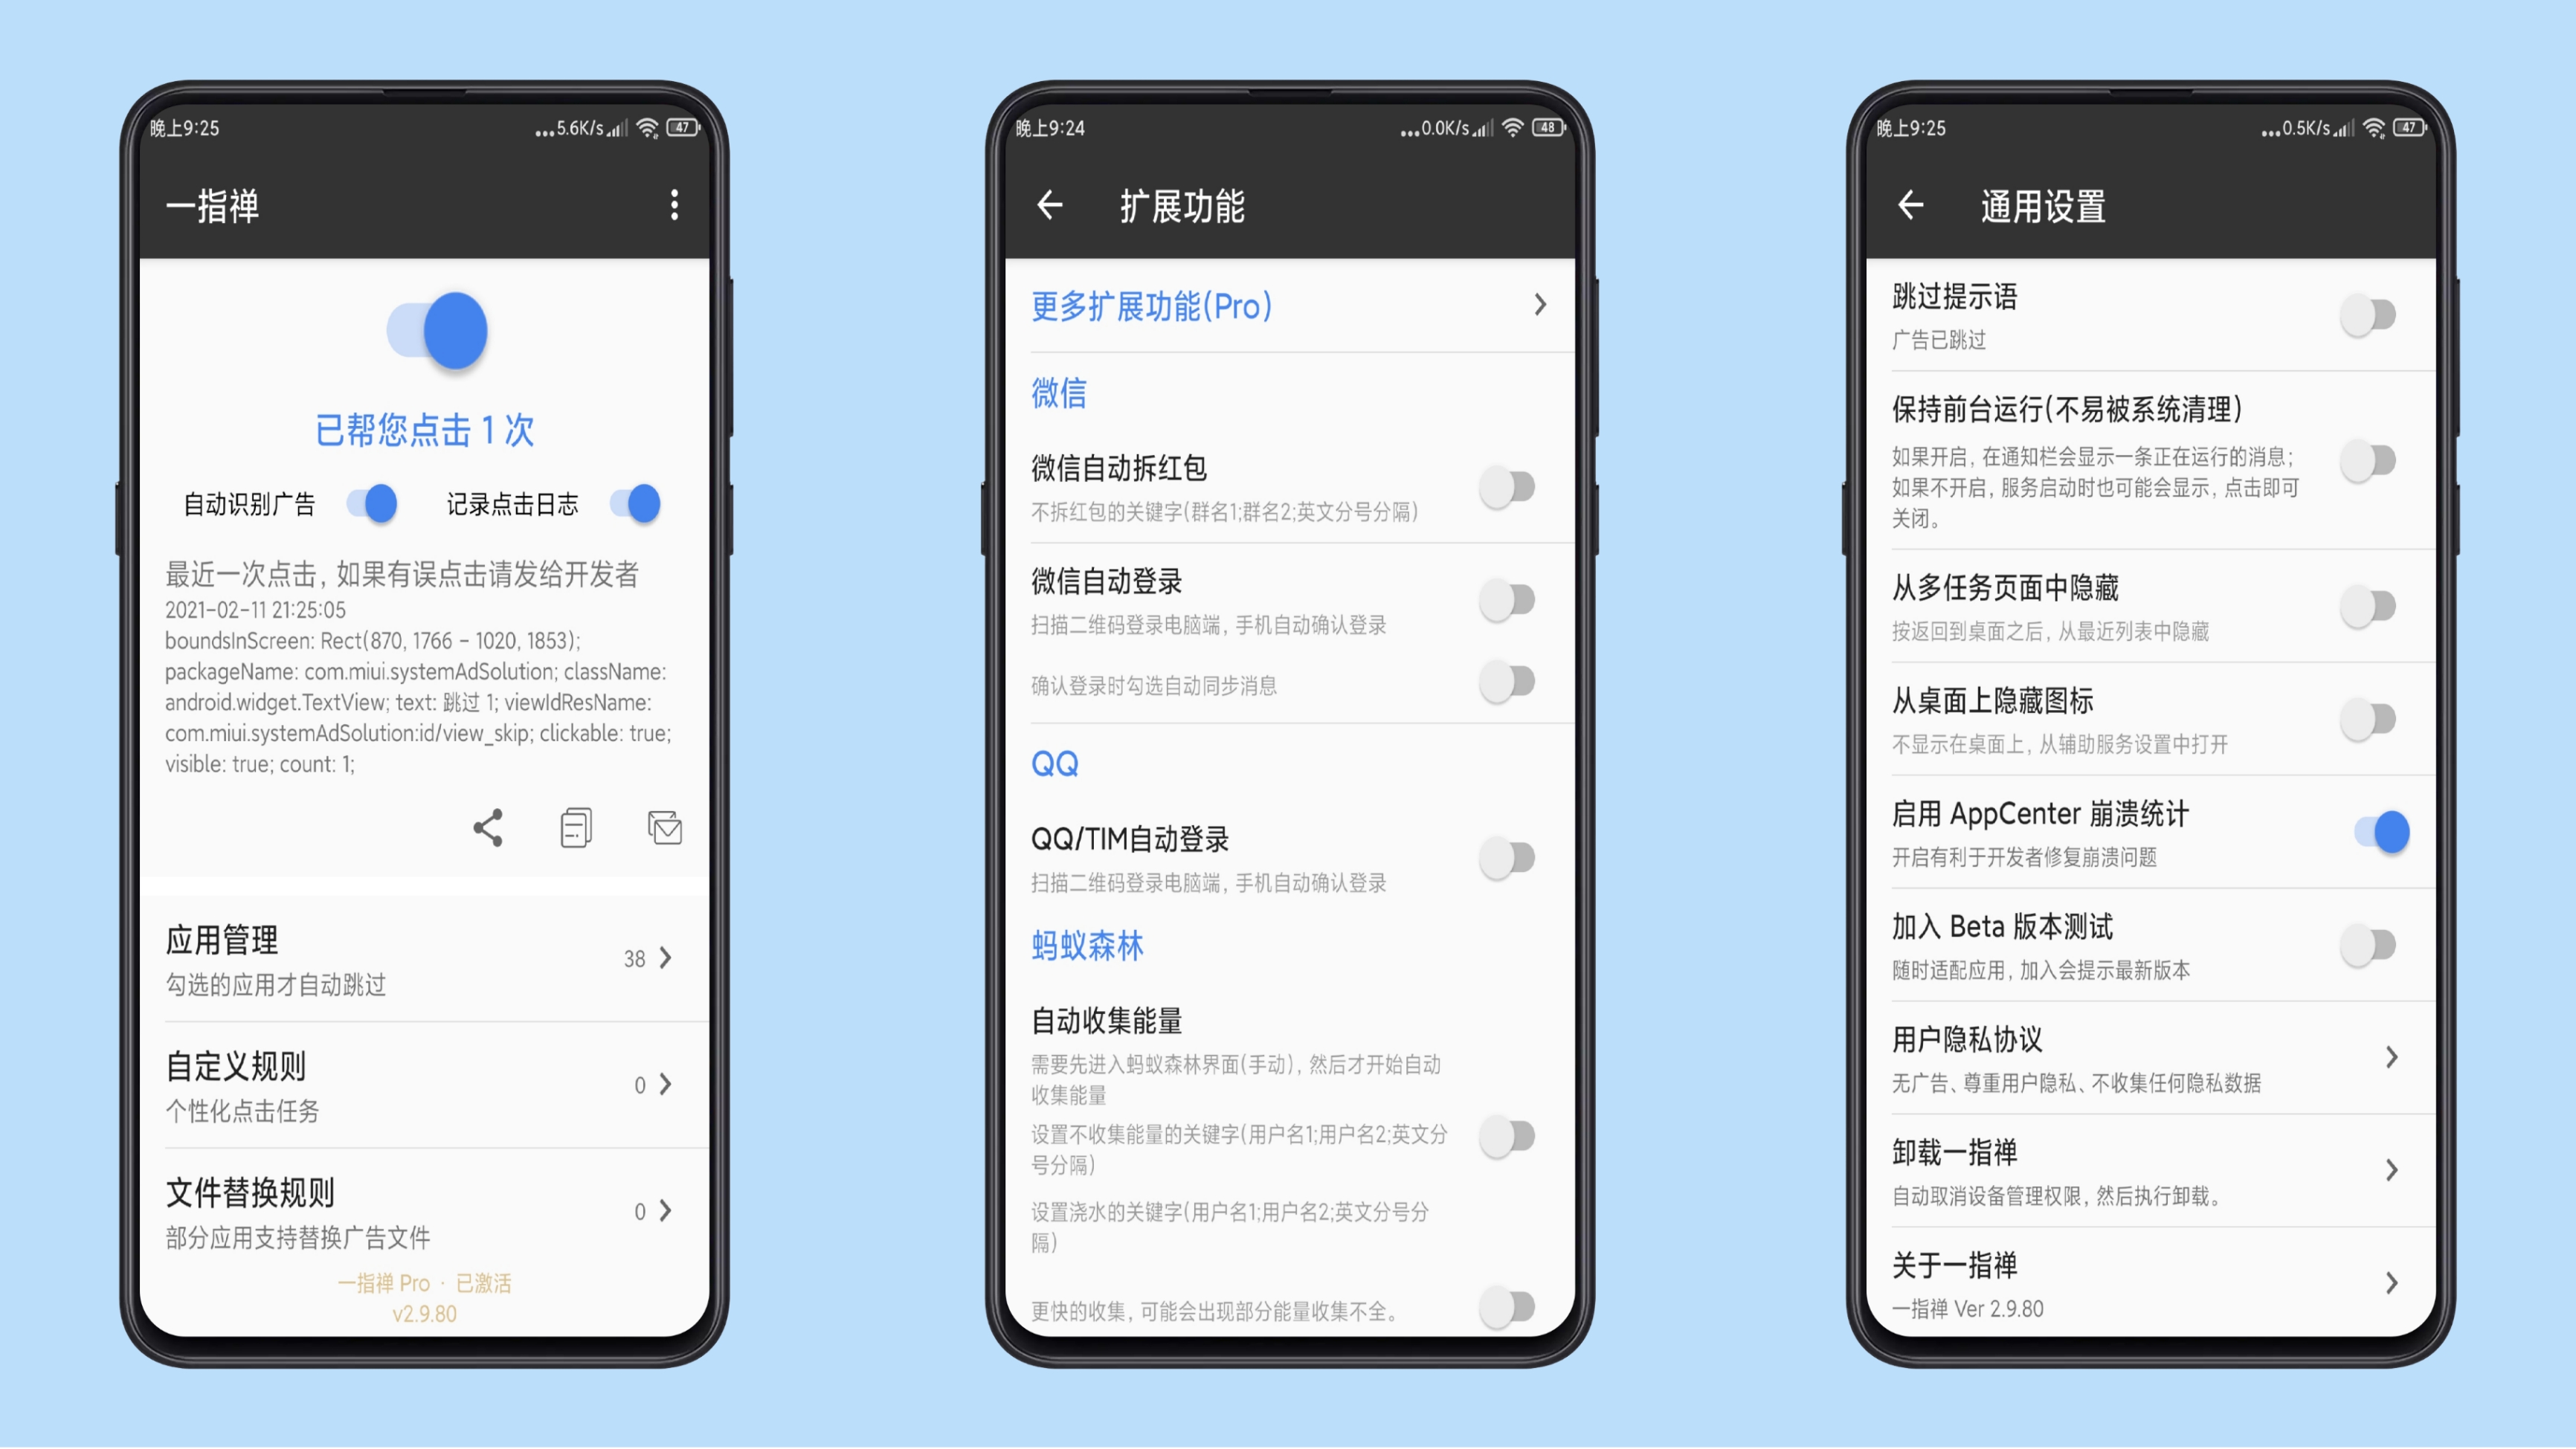 晚上9:25
...5.6K/s
47
一指禅
已帮您点击 1 次
自动识别广告
记录点击日志
最近一次点击, 如果有误点击请发给开发者
2021-02-11 21:25:05
boundsInScreen: Rect(870, 1766 - 1020, 1853);
packageName: com.miui.systemAdSolution; className:
android.widget.TextView; text: 跳过 1; viewIdResName:
com.miui.systemAdSolution:id/view_skip; clickable: true;
visible: true; count: 1;
应用管理
38
勾选的应用才自动跳过
自定义规则
0
个性化点击任务
文件替换规则
0
部分应用支持替换广告文件
一指禅 Pro · 已激活
v2.9.80
晚上9:24
...0.0K/s
48
扩展功能
更多扩展功能(Pro)
微信
微信自动拆红包
不拆红包的关键字(群名1;群名2;英文分号分隔)
微信自动登录
扫描二维码登录电脑端, 手机自动确认登录
确认登录时勾选自动同步消息
QQ
QQ/TIM自动登录
扫描二维码登录电脑端, 手机自动确认登录
蚂蚁森林
自动收集能量
需要先进入蚂蚁森林界面(手动), 然后才开始自动
收集能量
设置不收集能量的关键字(用户名1;用户名2;英文分
号分隔)
设置浇水的关键字(用户名1;用户名2;英文分号分
隔)
更快的收集, 可能会出现部分能量收集不全。
晚上9:25
...0.5K/s
47
通用设置
跳过提示语
广告已跳过
保持前台运行(不易被系统清理)
如果开启, 在通知栏会显示一条正在运行的消息;
如果不开启, 服务启动时也可能会显示, 点击即可
关闭。
从多任务页面中隐藏
按返回到桌面之后, 从最近列表中隐藏
从桌面上隐藏图标
不显示在桌面上, 从辅助服务设置中打开
启用 AppCenter 崩溃统计
开启有利于开发者修复崩溃问题
加入 Beta 版本测试
随时适配应用, 加入会提示最新版本
用户隐私协议
无广告、尊重用户隐私、不收集任何隐私数据
卸载一指禅
自动取消设备管理权限, 然后执行卸载。
关于一指禅
一指禅 Ver 2.9.80